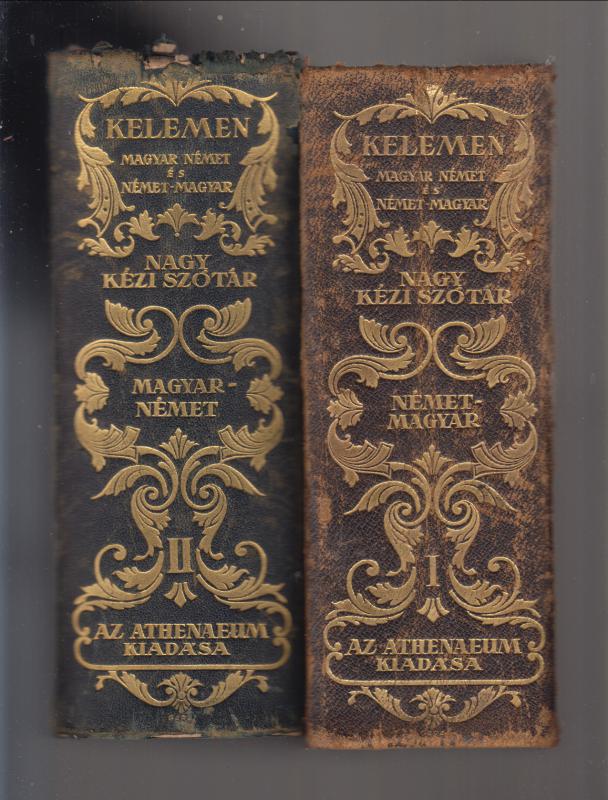 KELEMEN
MAGYAR NÉMET
ÉS
NÉMET-MAGYAR
NAGY
KÉZI SZÓTÁR
MAGYAR-
NÉMET
II
AZ ATHENAEUM
KIADÁSA
KELEMEN
MAGYAR NÉMET
ÉS
NÉMET-MAGYAR
NAGY
KÉZI SZÓTÁR
NÉMET-
MAGYAR
I
AZ ATHENAEUM
KIADÁSA